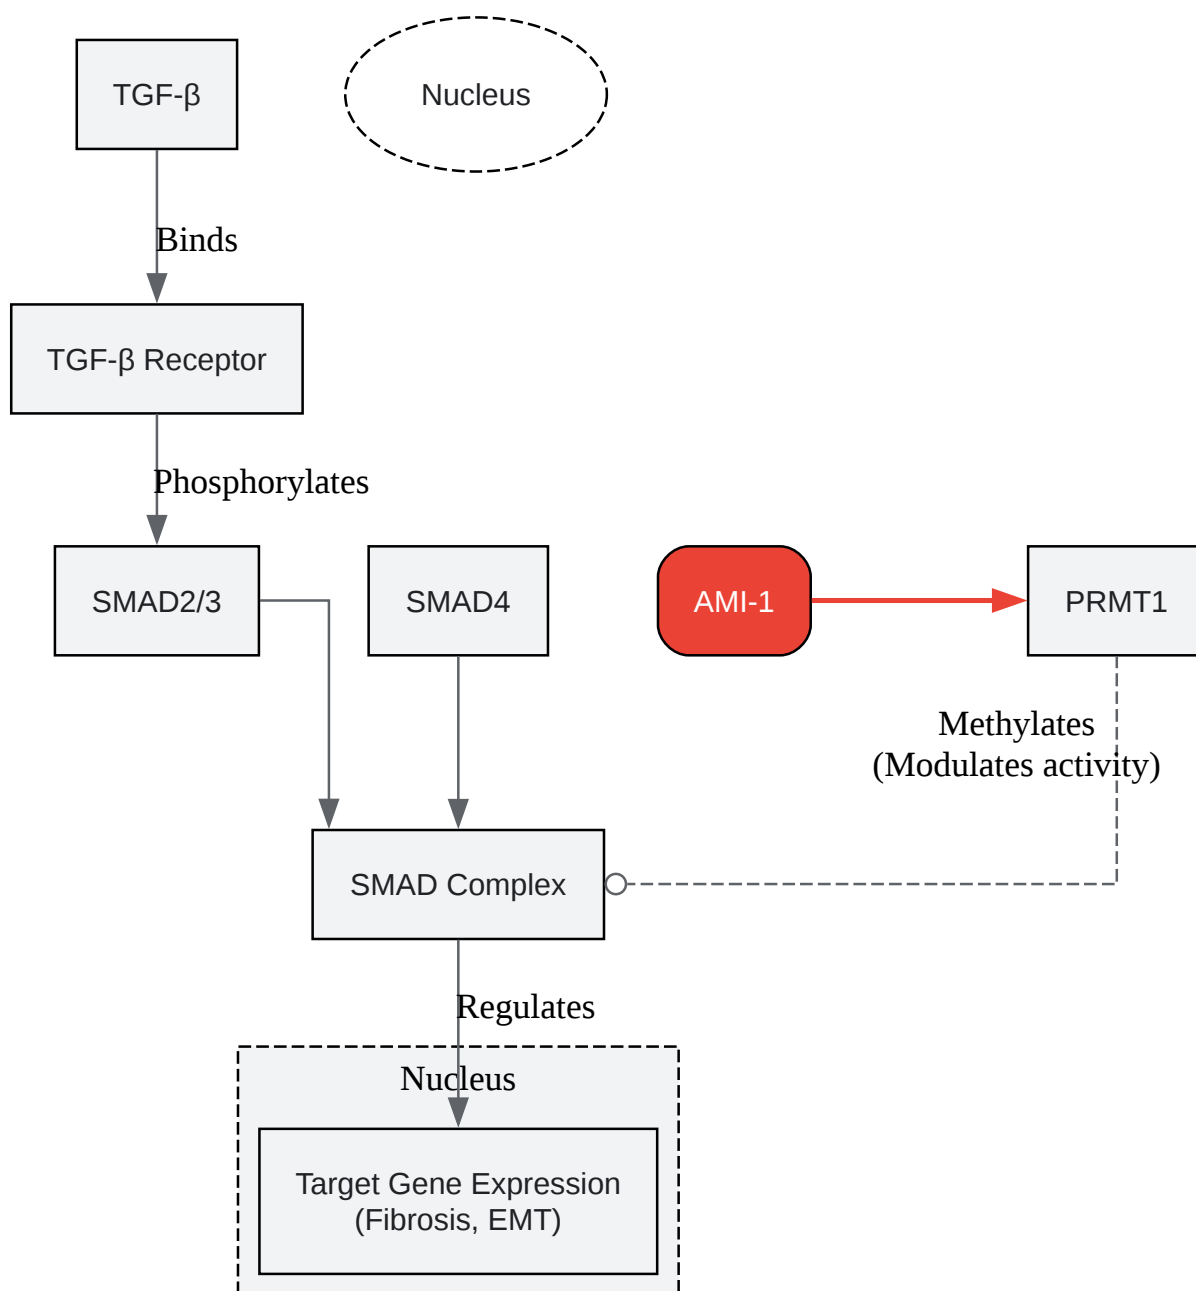 TGF-β
Nucleus
Binds
TGF-β Receptor
Phosphorylates
SMAD2/3
SMAD4
AMI-1
PRMT1
Methylates
(Modulates activity)
SMAD Complex
Regulates
Nucleus
Target Gene Expression
(Fibrosis, EMT)